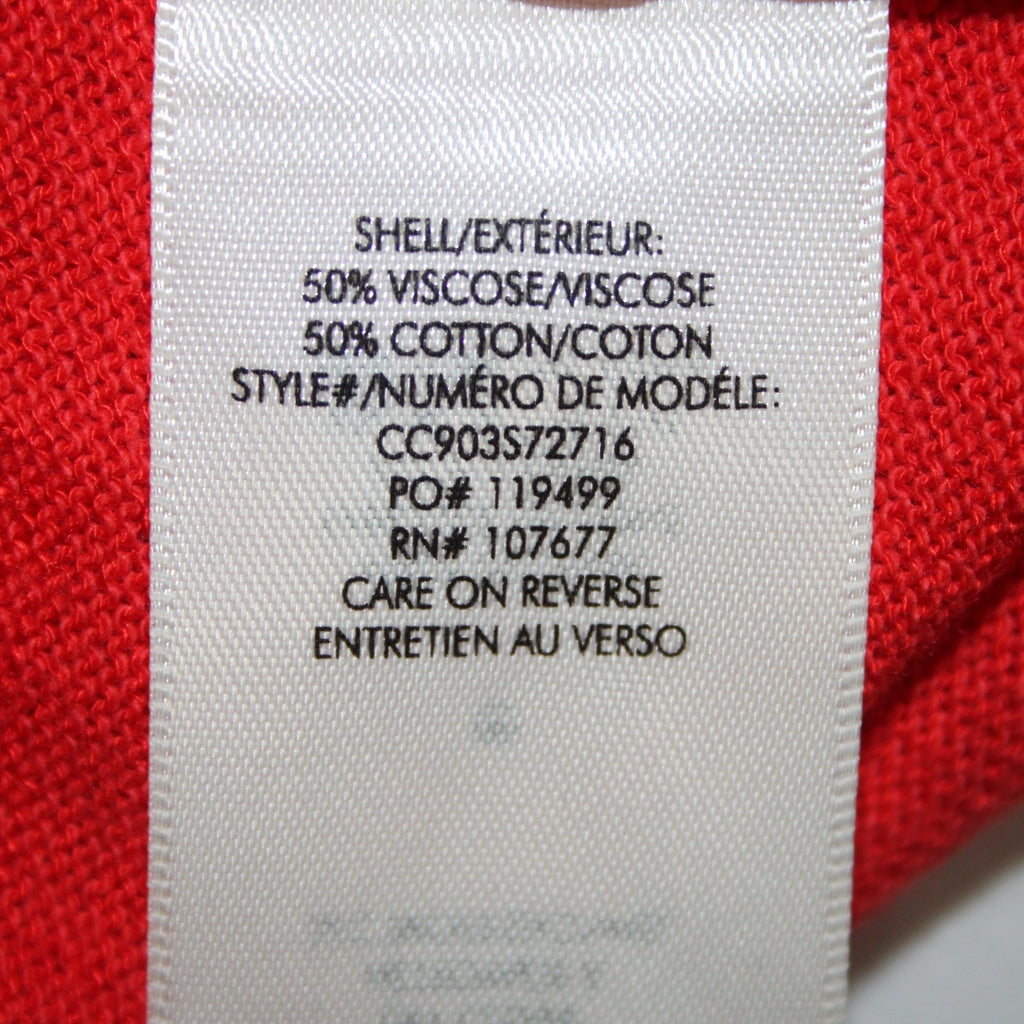 SHELL/EXTÉRIEUR:
50% VISCOSE/VISCOSE
50% COTTON/COTON
STYLE#/NUMÉRO DE MODÉLE:
CC903S72716
PO# 119499
RN# 107677
CARE ON REVERSE
ENTRETIEN AU VERSO